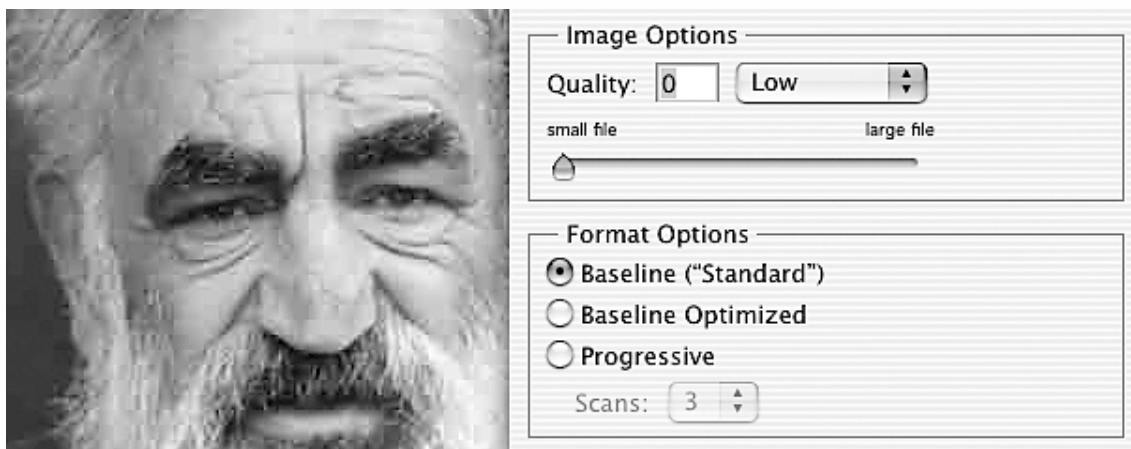 Image Options
Quality: 0 Low
small file large file
Format Options
Baseline (“Standard”)
Baseline Optimized
Progressive
Scans: 3